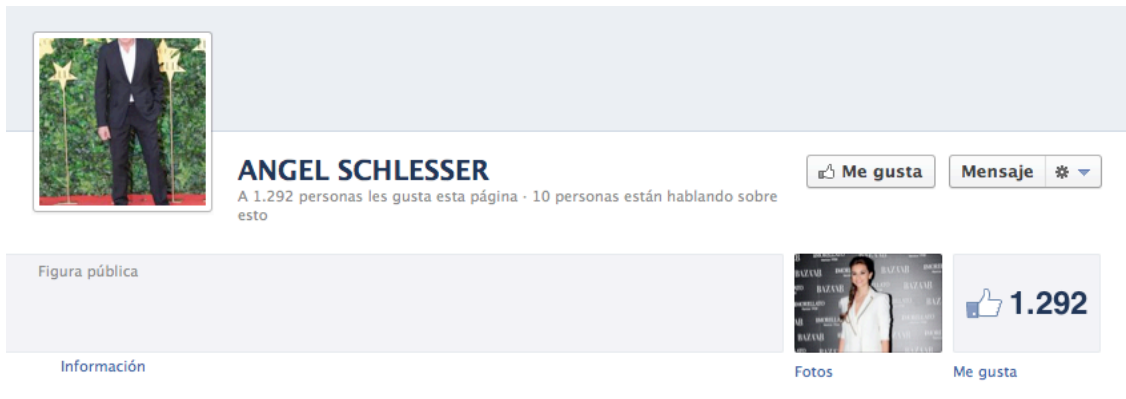 ANGEL SCHLESSER
A 1.292 personas les gusta esta página · 10 personas están hablando sobre
esto
Me gusta
Mensaje
Figura pública
BAZAAR
1.292
Información
Fotos
Me gusta